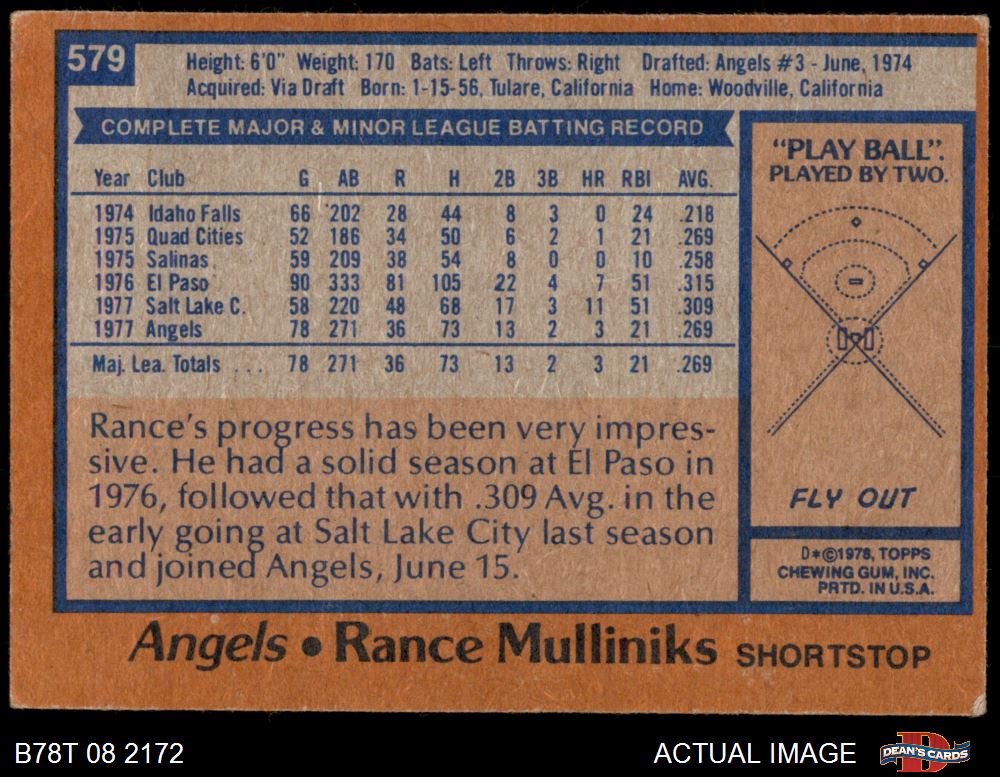 579
Height: 6'0" Weight: 170 Bats: Left Throws: Right Drafted: Angels #3 - June, 1974
Acquired: Via Draft Born: 1-15-56, Tulare, California Home: Woodville, California
COMPLETE MAJOR & MINOR LEAGUE BATTING RECORD
Year Club G AB R H 2B 3B HR RBI AVG.
1974 Idaho Falls 66 202 28 44 8 3 0 24 .218
1975 Quad Cities 52 186 34 50 6 2 1 21 .269
1975 Salinas 59 209 38 54 8 0 0 10 .258
1976 El Paso 90 333 81 105 22 4 7 51 .315
1977 Salt Lake C. 58 220 48 68 17 3 11 51 .309
1977 Angels 78 271 36 73 13 2 3 21 .269
Maj. Lea. Totals ... 78 271 36 73 13 2 3 21 .269
Rance's progress has been very impres-
sive. He had a solid season at El Paso in
1976, followed that with .309 Avg. in the
early going at Salt Lake City last season
and joined Angels, June 15.
"PLAY BALL".
PLAYED BY TWO.
FLY OUT
D*©1978, TOPPS
CHEWING GUM, INC.
PRTD. IN U.S.A.
Angels • Rance Mulliniks SHORTSTOP
B78T 08 2172
ACTUAL IMAGE
DEAN'S CARDS